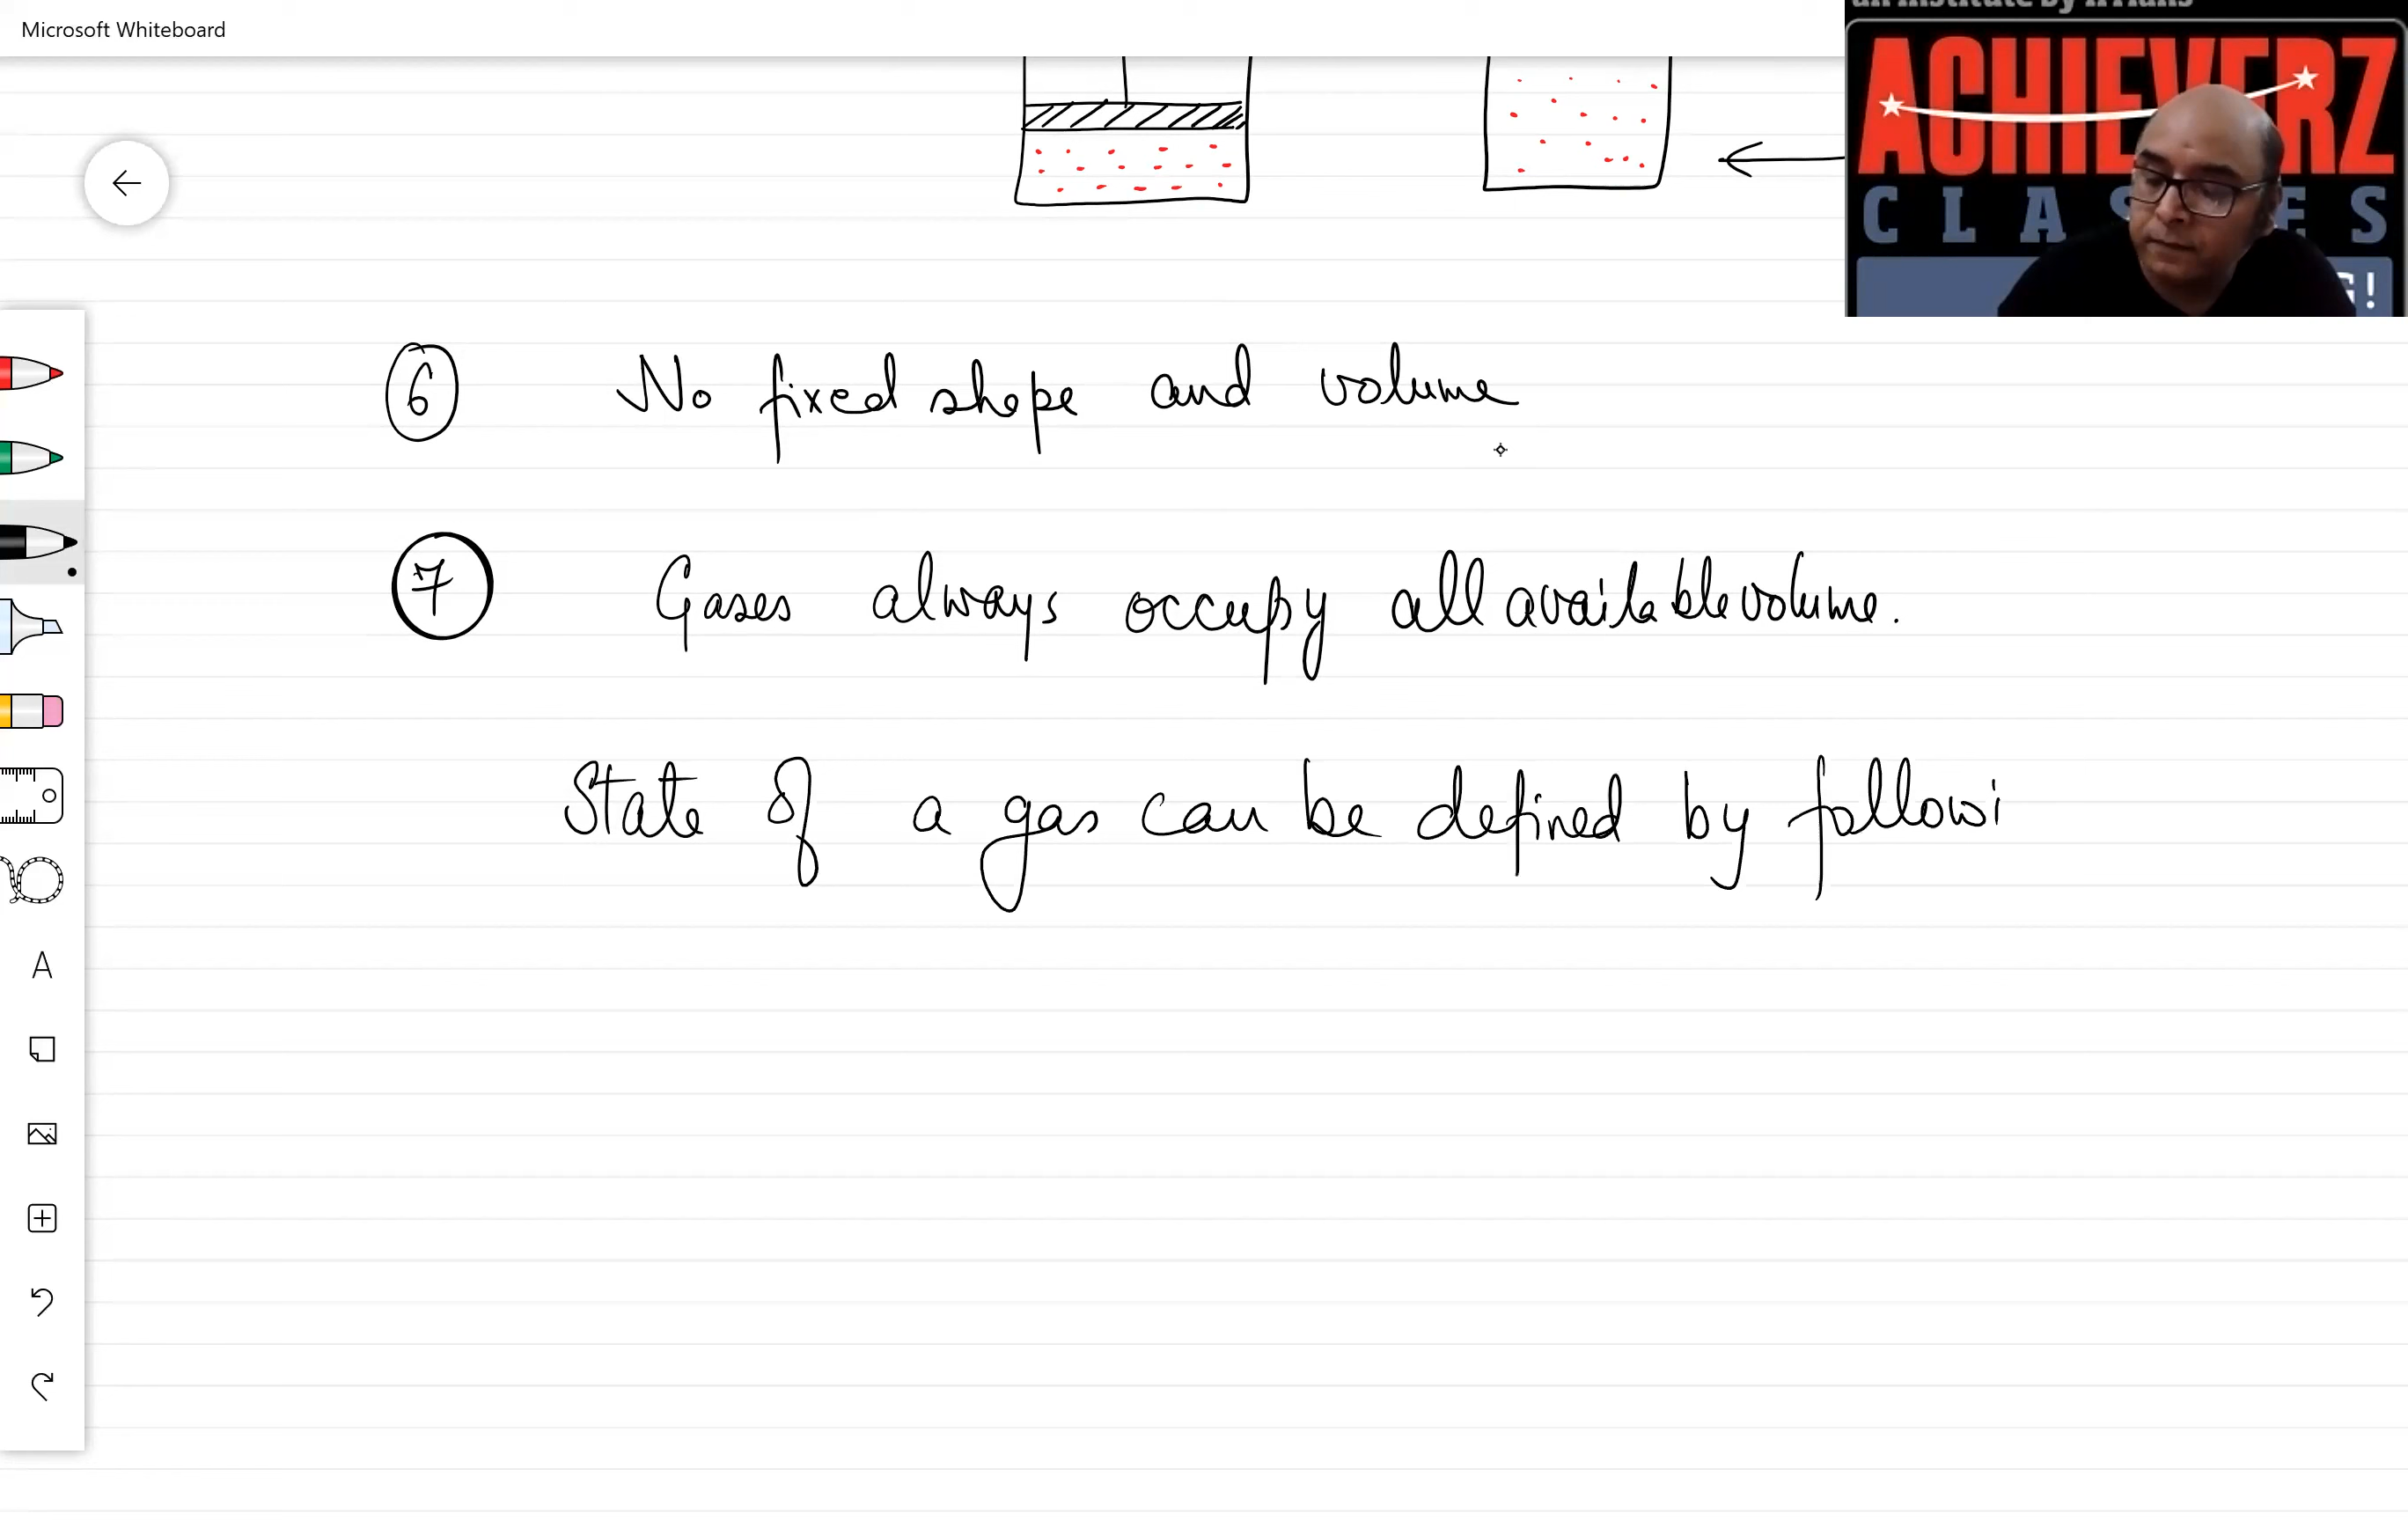 Microsoft Whiteboard
ACHIEVERZ
CLASSES
G!
6 No fixed shape and volume
7 Gases always occupy all available volume.
State of a gas can be defined by followi
A